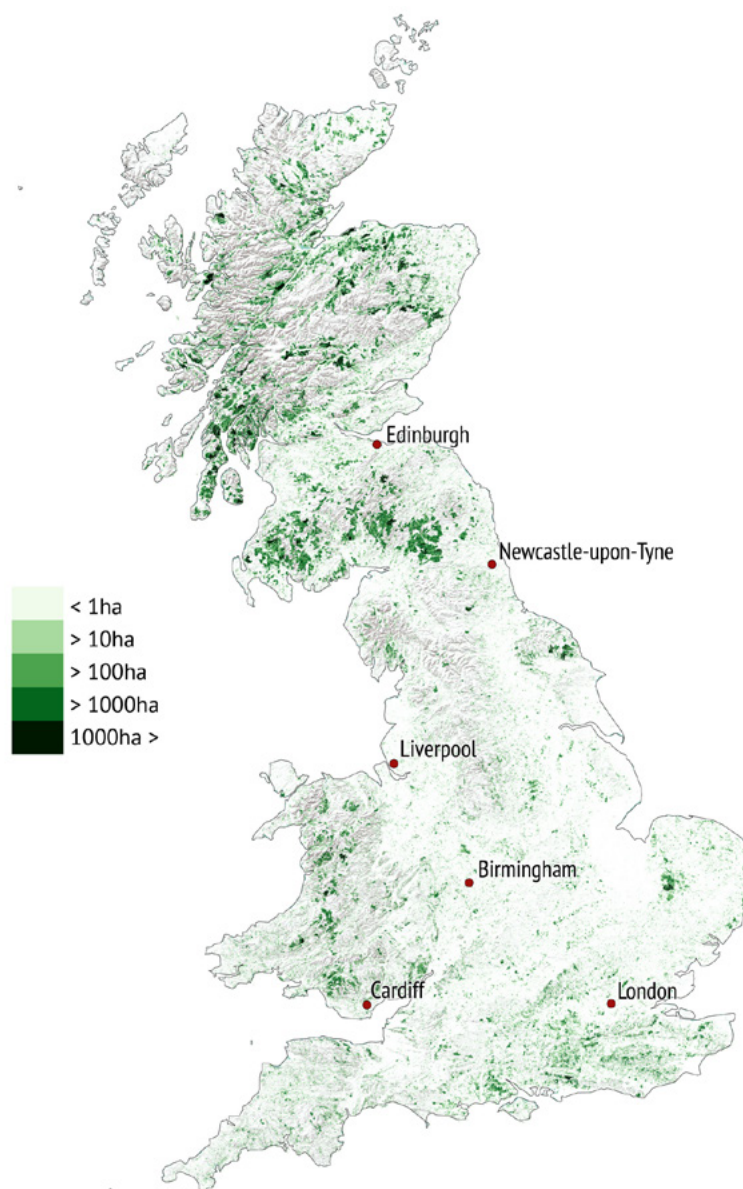 Edinburgh
Newcastle-upon-Tyne
< 1ha
> 10ha
> 100ha
> 1000ha
1000ha >
Liverpool
Birmingham
Cardiff
London